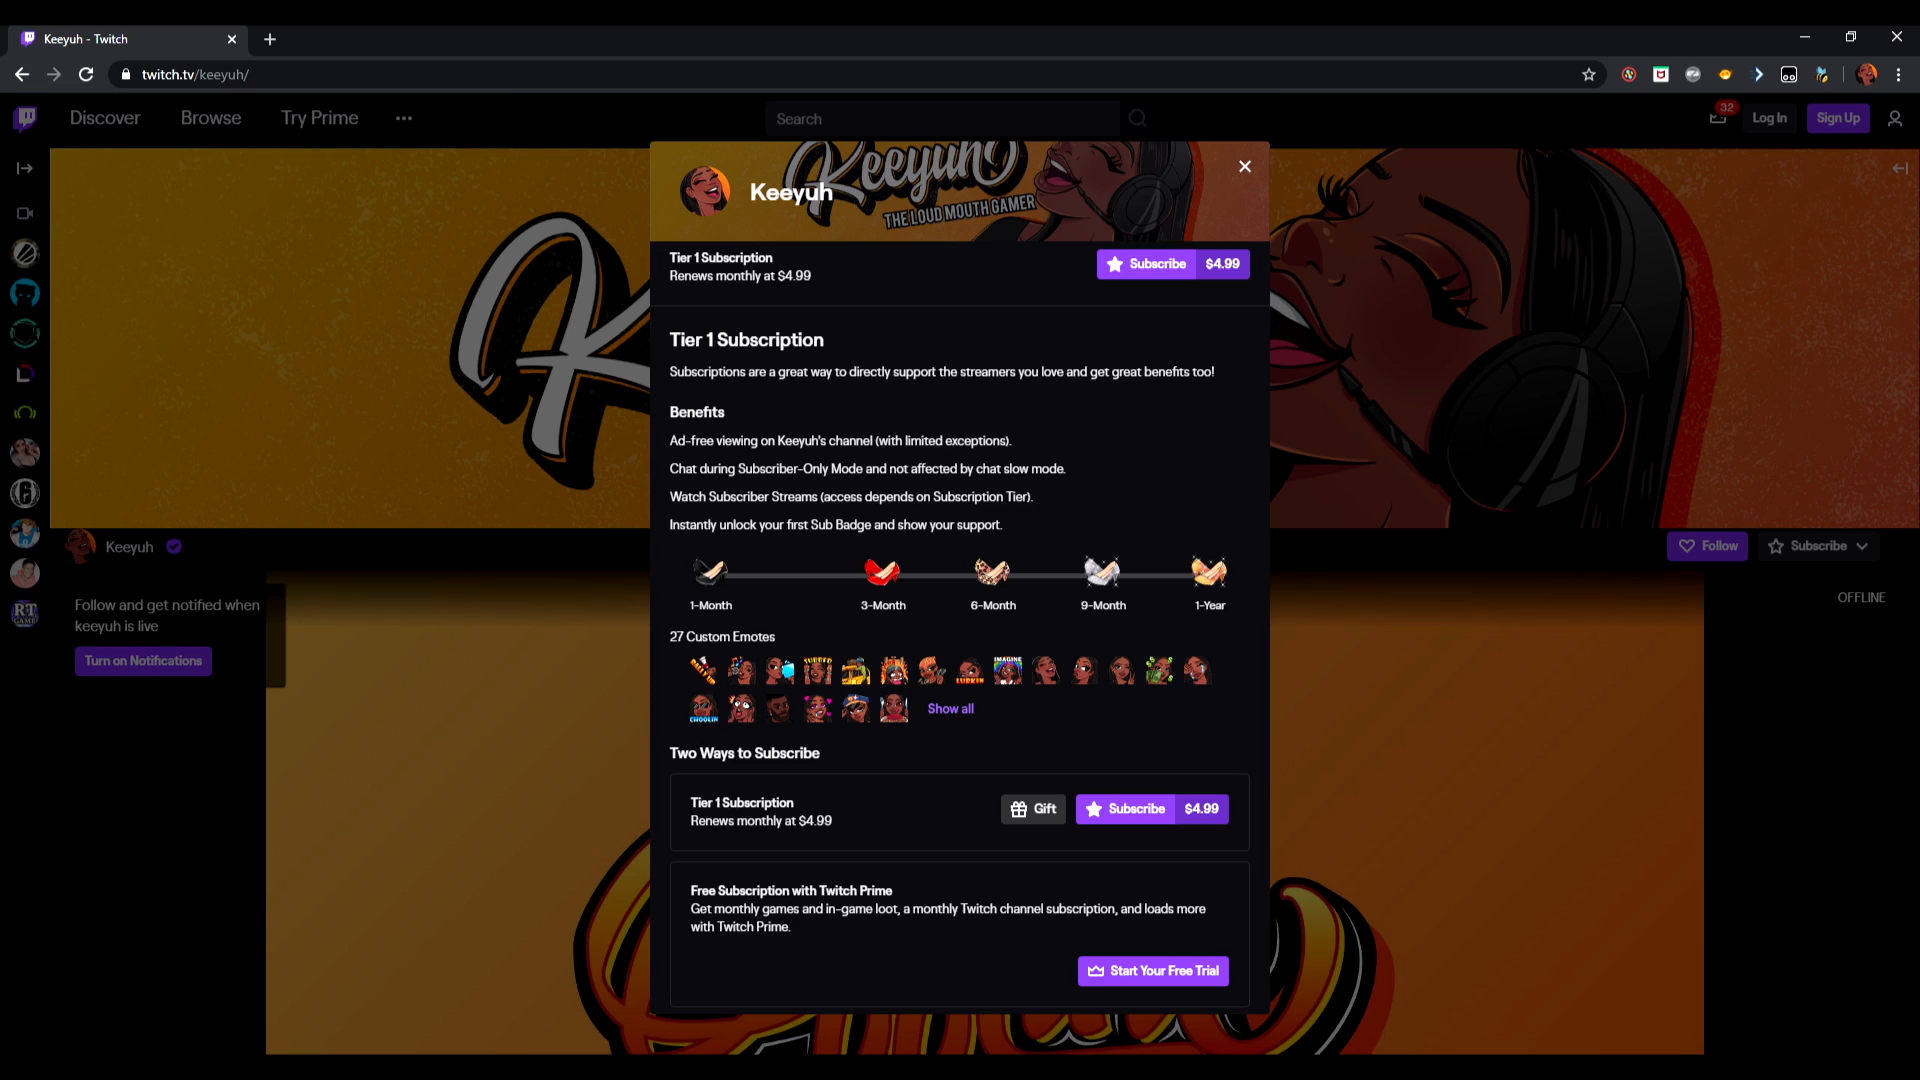 Keeyuh - Twitch
twitch.tv/keeyuh/
Discover
Browse
Try Prime
Search
32
Log In
Sign Up
Keeyuh
THE LOUD MOUTH GAMER
Keeyuh
Tier 1 Subscription
Renews monthly at $4.99
Subscribe $4.99
Tier 1 Subscription
Subscriptions are a great way to directly support the streamers you love and get great benefits too!
Benefits
Ad-free viewing on Keeyuh's channel (with limited exceptions).
Chat during Subscriber-Only Mode and not affected by chat slow mode.
Watch Subscriber Streams (access depends on Subscription Tier).
Instantly unlock your first Sub Badge and show your support.
1-Month
3-Month
6-Month
9-Month
1-Year
27 Custom Emotes
IMAGINE
LURKIN
CHOOLIN
Show all
Two Ways to Subscribe
Tier 1 Subscription
Renews monthly at $4.99
Gift
Subscribe $4.99
Free Subscription with Twitch Prime
Get monthly games and in-game loot, a monthly Twitch channel subscription, and loads more
with Twitch Prime.
Start Your Free Trial
Keeyuh
Follow
Subscribe
Follow and get notified when
keeyuh is live
Turn on Notifications
OFFLINE
RT
GAME